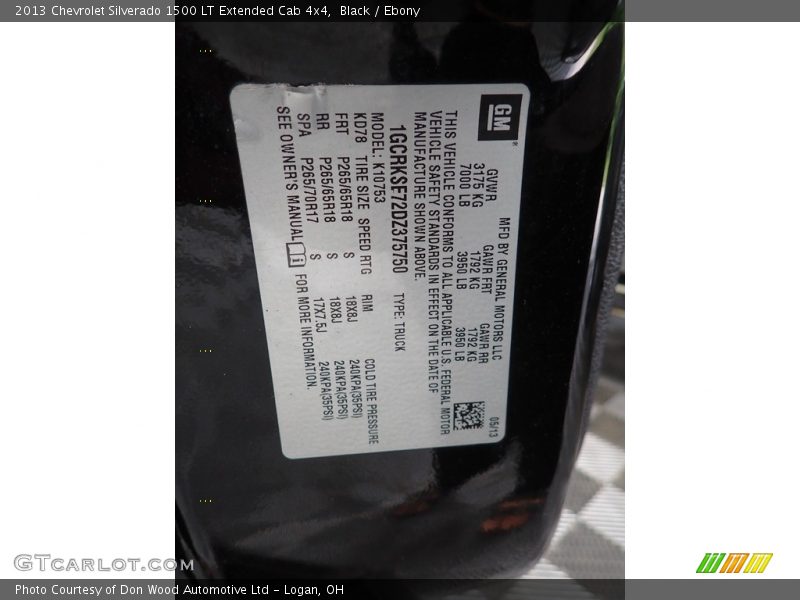 2013 Chevrolet Silverado 1500 LT Extended Cab 4x4,  Black / Ebony
GM
MFD BY GENERAL MOTORS LLC 05/13
GVWR GAWR FRT GAWR RR
3175 KG 1792 KG 1792 KG
7000 LB 3950 LB 3950 LB
THIS VEHICLE CONFORMS TO ALL APPLICABLE U.S. FEDERAL MOTOR
VEHICLE SAFETY STANDARDS IN EFFECT ON THE DATE OF
MANUFACTURE SHOWN ABOVE.
1GCRKSF72DZ375750 TYPE: TRUCK
MODEL: K10753
KD78 TIRE SIZE SPEED RTG RIM COLD TIRE PRESSURE
FRT P265/65R18 S 18X8J 240KPA(35PSI)
RR P265/65R18 S 18X8J 240KPA(35PSI)
SPA P265/70R17 S 17X7.5J 240KPA(35PSI)
SEE OWNER'S MANUAL i FOR MORE INFORMATION.
GTCarLot.com
Photo Courtesy of Don Wood Automotive Ltd - Logan, OH